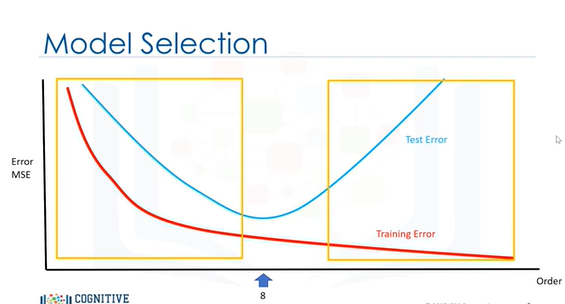 Model Selection
Test Error
Error
MSE
Training Error
Order
COGNITIVE
8